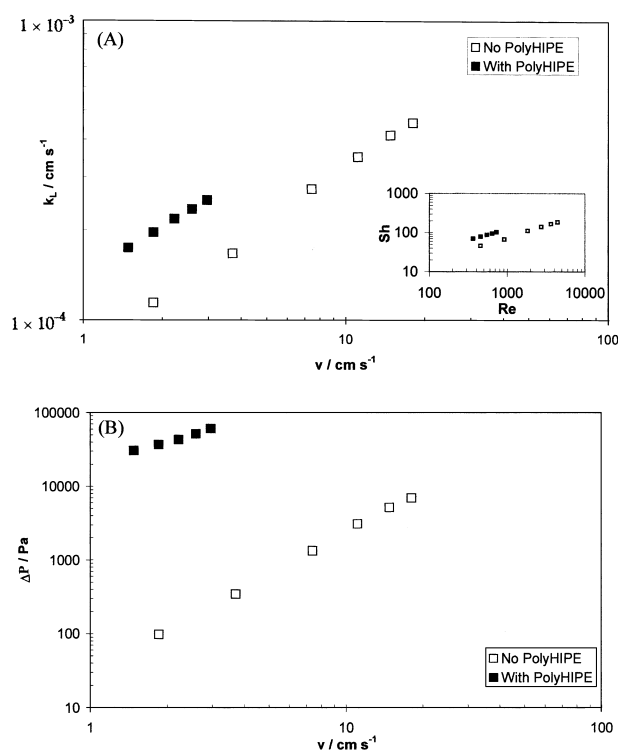 1 × 10⁻³
(A)
□ No PolyHIPE
■ With PolyHIPE
k_L / cm s⁻¹
1000
100
10
Sh
100 1000 10000
Re
1 × 10⁻⁴
1 10 100
v / cm s⁻¹
100000
(B)
10000
1000
100
10
ΔP / Pa
□ No PolyHIPE
■ With PolyHIPE
1 10 100
v / cm s⁻¹